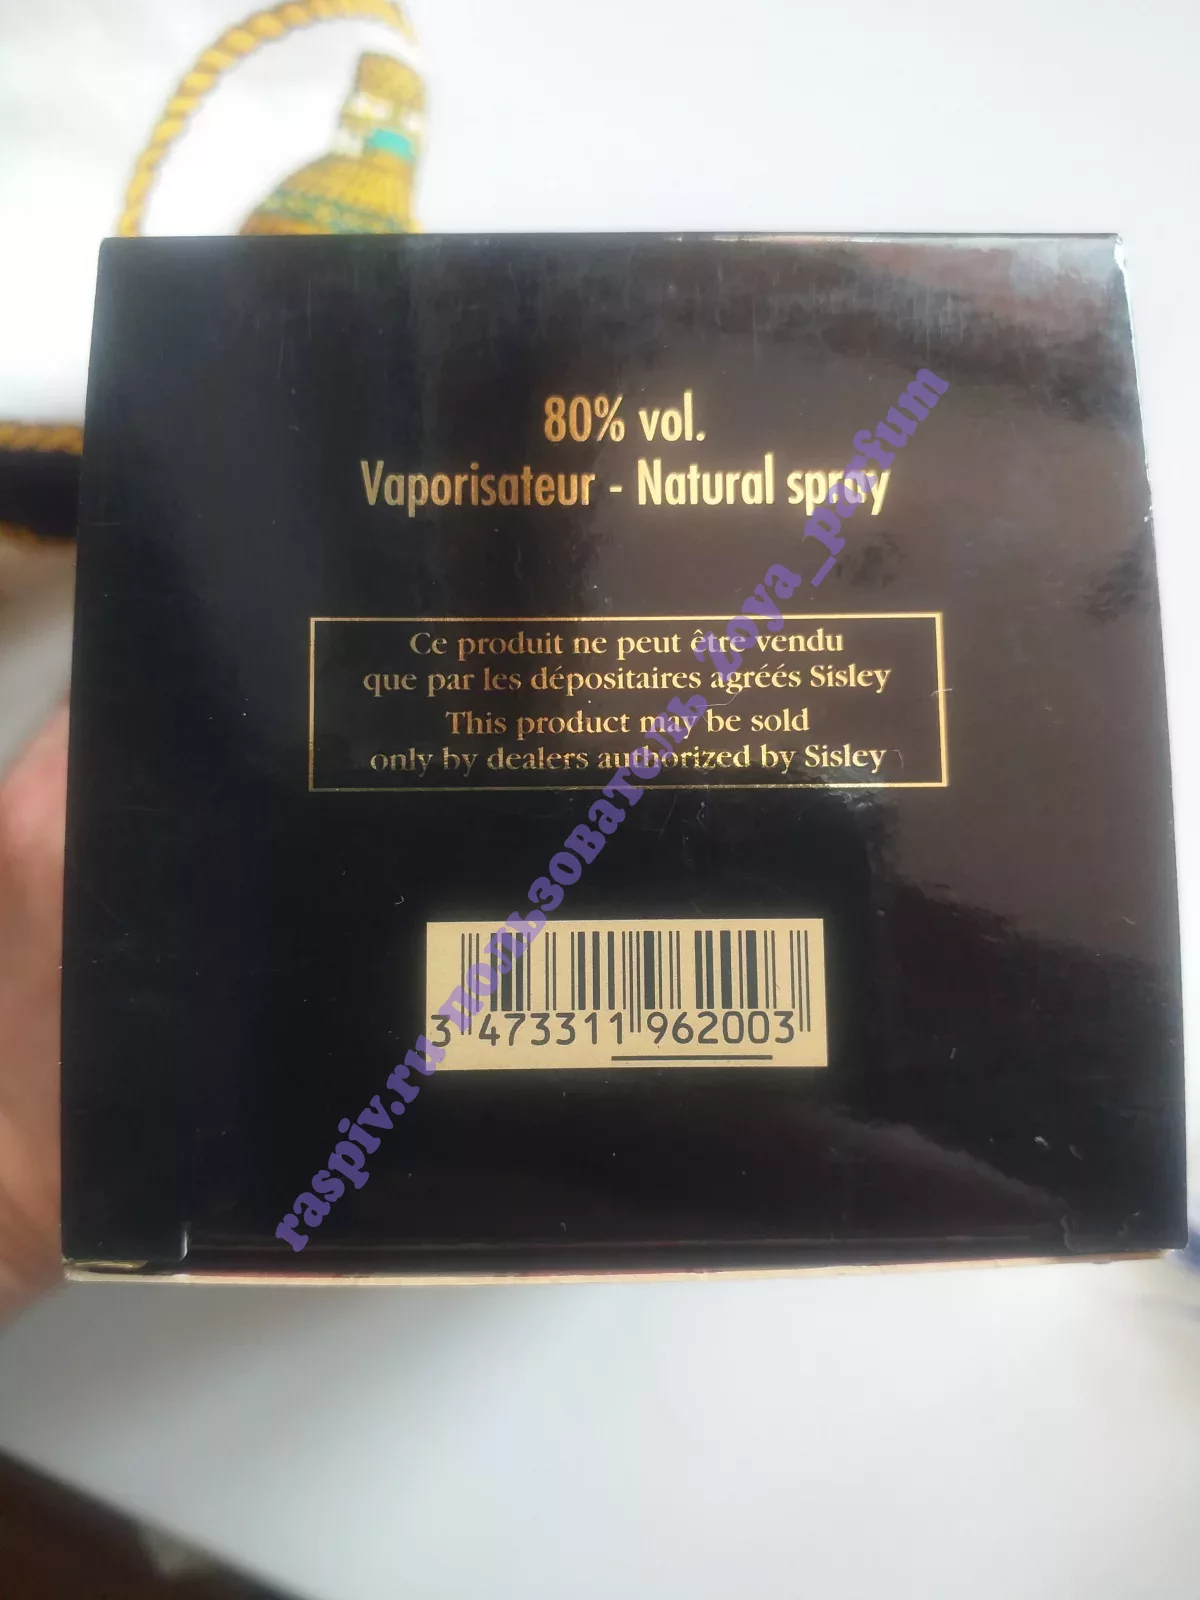 80% vol.
Vaporisateur - Natural spray
Ce produit ne peut être vendu
que par les dépositaires agréés Sisley
This product may be sold
only by dealers authorized by Sisley
3 473311 962003
raspiv.ru пользователь Zoya_parfum